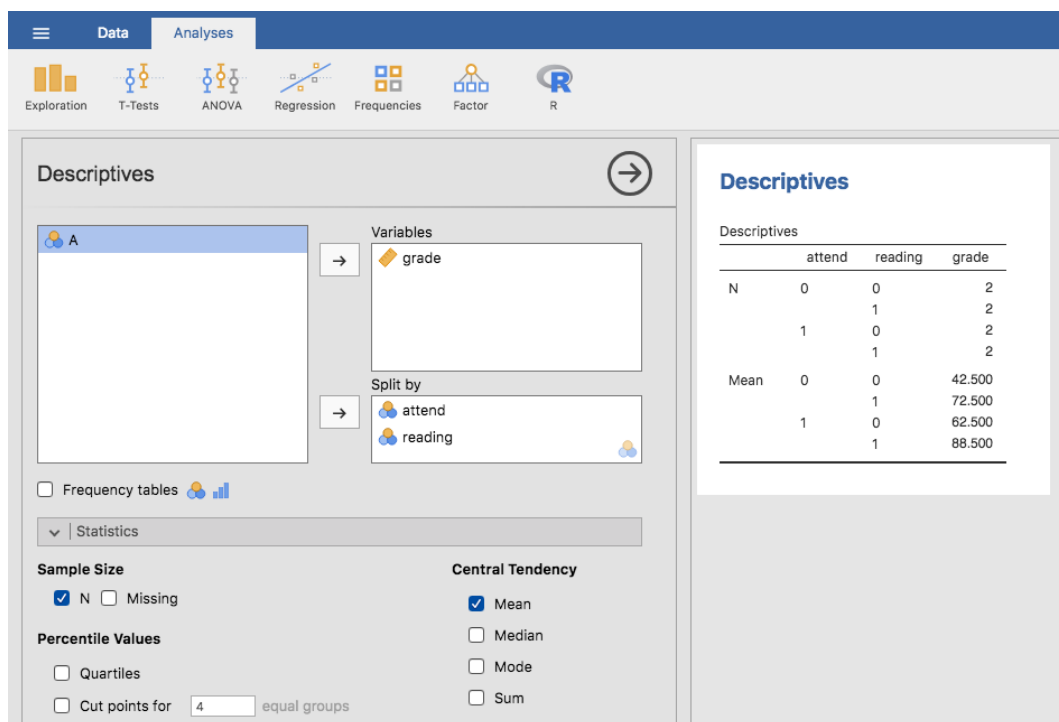 Data Analyses
Exploration T-Tests ANOVA Regression Frequencies Factor R
Descriptives
A
Variables
grade
Split by
attend
reading
Frequency tables
Statistics
Sample Size
N Missing
Percentile Values
Quartiles
Cut points for 4 equal groups
Central Tendency
Mean
Median
Mode
Sum
Descriptives
Descriptives
attend reading grade
N 0 0 2
1 2
1 0 2
1 2
Mean 0 0 42.500
1 72.500
1 0 62.500
1 88.500